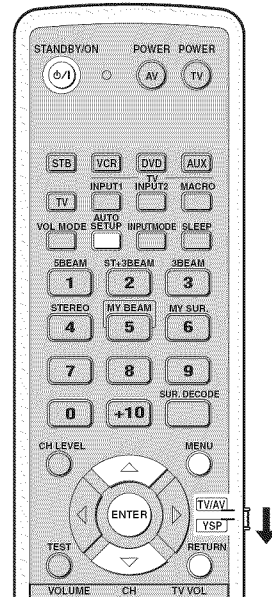 STANDBY/ON POWER POWER
⏻/I AV TV
STB VCR DVD AUX
TV
INPUT1 INPUT2 MACRO
TV
AUTO
VOL MODE SETUP INPUTMODE SLEEP
5BEAM ST+3BEAM 3BEAM
1 2 3
STEREO MY BEAM MY SUR.
4 5 6
7 8 9
SUR. DECODE
0 +10
CH LEVEL MENU
TV/AV
ENTER
YSP
TEST RETURN
VOLUME CH TV VOL